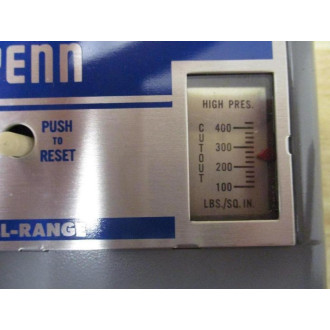 PENN
HIGH PRES.
PUSH
TO
RESET
CUTOUT
400
300
200
100
LBS./SQ. IN.
L-RANGE